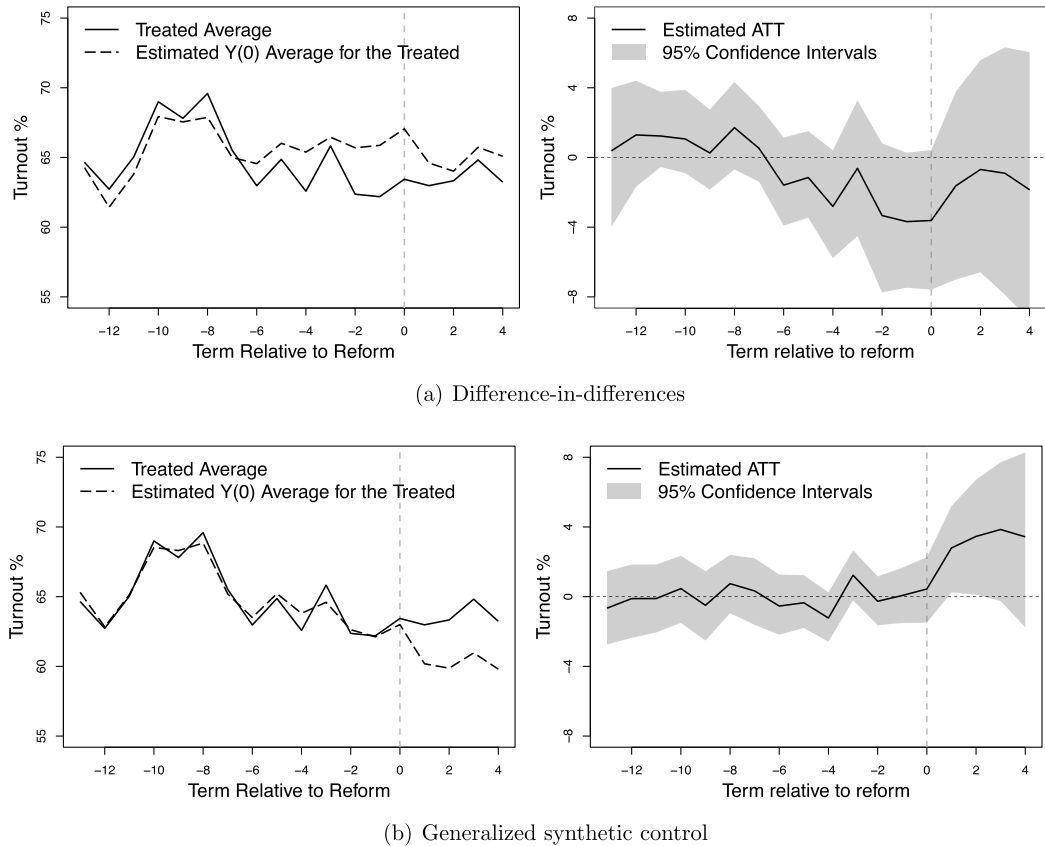 Treated Average
Estimated Y(0) Average for the Treated
Turnout %
75
70
65
60
55
−12 −10 −8 −6 −4 −2 0 2 4
Term Relative to Reform
Estimated ATT
95% Confidence Intervals
Turnout %
8
4
0
−4
−8
−12 −10 −8 −6 −4 −2 0 2 4
Term relative to reform
(a) Difference-in-differences
Treated Average
Estimated Y(0) Average for the Treated
Turnout %
75
70
65
60
55
−12 −10 −8 −6 −4 −2 0 2 4
Term Relative to Reform
Estimated ATT
95% Confidence Intervals
Turnout %
8
4
0
−4
−8
−12 −10 −8 −6 −4 −2 0 2 4
Term relative to reform
(b) Generalized synthetic control